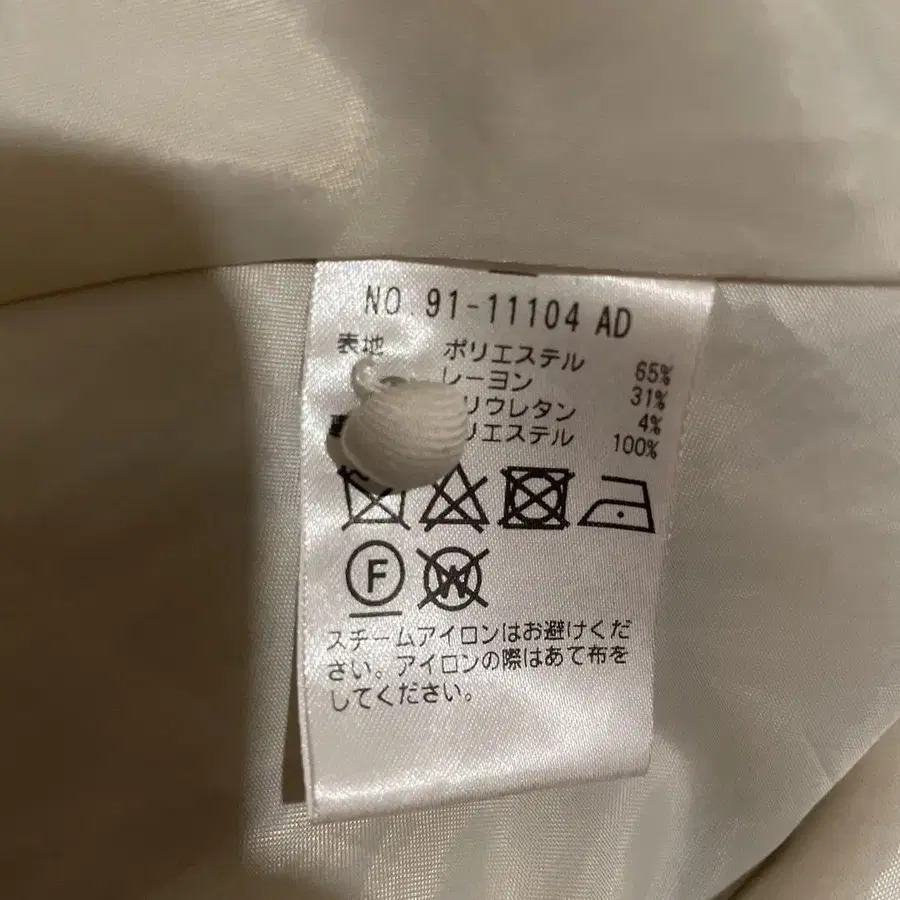 NO. 91-11104 AD
表地 ポリエステル 65%
レーヨン 31%
リウレタン 4%
リエステル 100%
F
W
スチームアイロンはお避けくだ
さい。アイロンの際はあて布を
してください。